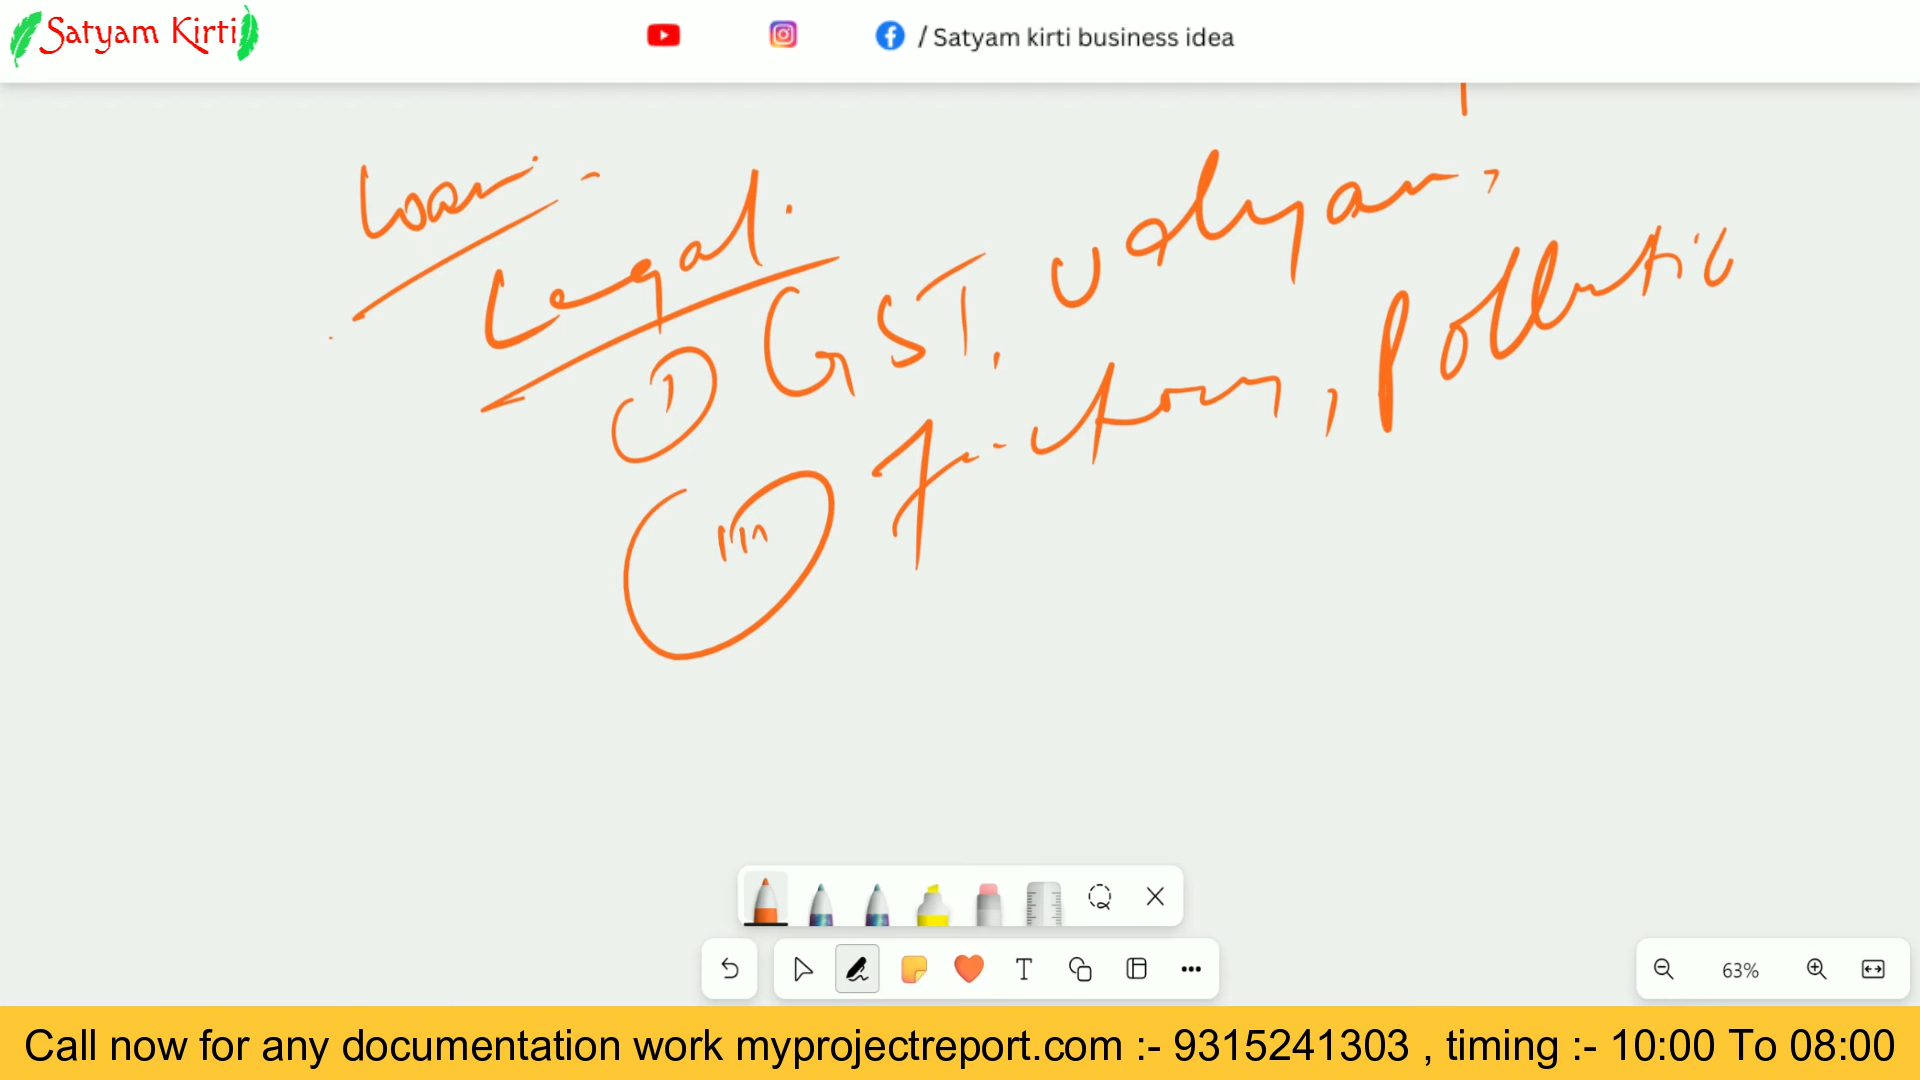 Satyam Kirti
/ Satyam kirti business idea
Loan -
Legal.
① GST, Udyam,
Factory, Pollutio
63%
Call now for any documentation work myprojectreport.com :- 9315241303 , timing :- 10:00 To 08:00